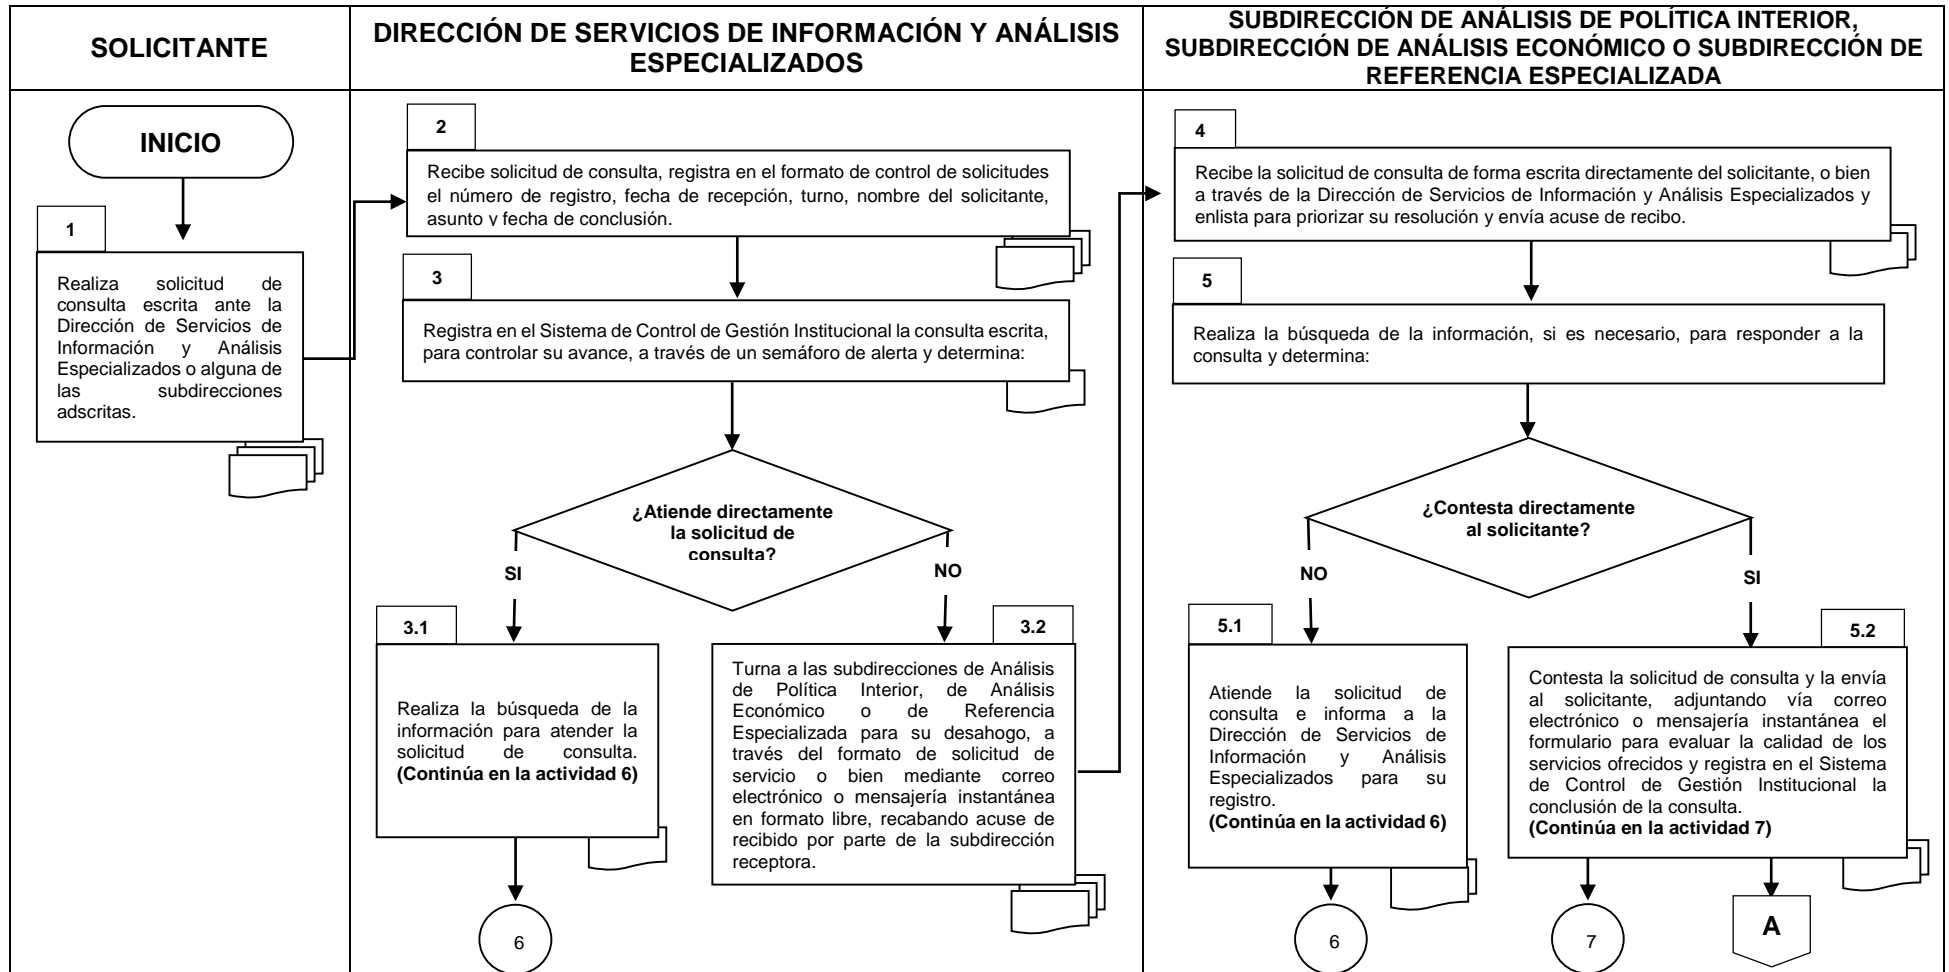 SOLICITANTE
DIRECCIÓN DE SERVICIOS DE INFORMACIÓN Y ANÁLISIS
ESPECIALIZADOS
SUBDIRECCIÓN DE ANÁLISIS DE POLÍTICA INTERIOR,
SUBDIRECCIÓN DE ANÁLISIS ECONÓMICO O SUBDIRECCIÓN DE
REFERENCIA ESPECIALIZADA
INICIO
1
Realiza solicitud de
consulta escrita ante la
Dirección de Servicios de
Información y Análisis
Especializados o alguna de
las subdirecciones
adscritas.
2
Recibe solicitud de consulta, registra en el formato de control de solicitudes
el número de registro, fecha de recepción, turno, nombre del solicitante,
asunto y fecha de conclusión.
3
Registra en el Sistema de Control de Gestión Institucional la consulta escrita,
para controlar su avance, a través de un semáforo de alerta y determina:
¿Atiende directamente
la solicitud de
consulta?
SI
NO
3.1
Realiza la búsqueda de la
información para atender la
solicitud de consulta.
(Continúa en la actividad 6)
6
3.2
Turna a las subdirecciones de Análisis
de Política Interior, de Análisis
Económico o de Referencia
Especializada para su desahogo, a
través del formato de solicitud de
servicio o bien mediante correo
electrónico o mensajería instantánea
en formato libre, recabando acuse de
recibido por parte de la subdirección
receptora.
4
Recibe la solicitud de consulta de forma escrita directamente del solicitante, o bien
a través de la Dirección de Servicios de Información y Análisis Especializados y
enlista para priorizar su resolución y envía acuse de recibo.
5
Realiza la búsqueda de la información, si es necesario, para responder a la
consulta y determina:
¿Contesta directamente
al solicitante?
NO
SI
5.1
Atiende la solicitud de
consulta e informa a la
Dirección de Servicios de
Información y Análisis
Especializados para su
registro.
(Continúa en la actividad 6)
6
5.2
Contesta la solicitud de consulta y la envía
al solicitante, adjuntando vía correo
electrónico o mensajería instantánea el
formulario para evaluar la calidad de los
servicios ofrecidos y registra en el Sistema
de Control de Gestión Institucional la
conclusión de la consulta.
(Continúa en la actividad 7)
7
A